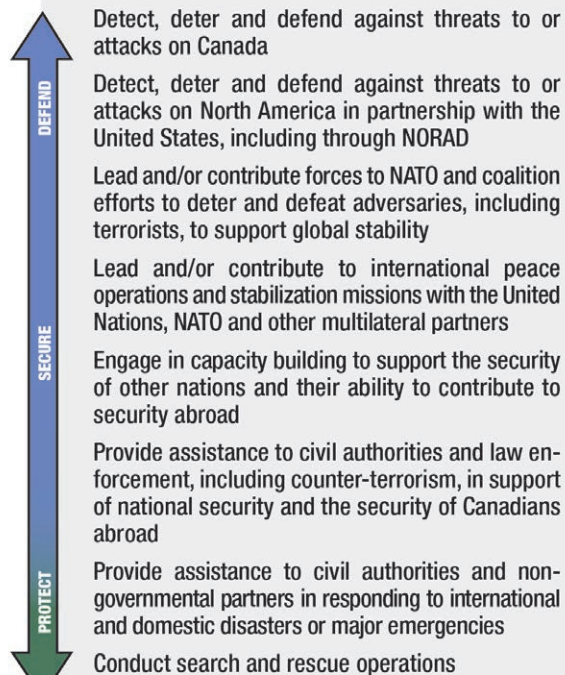 Detect, deter and defend against threats to or
attacks on Canada
DEFEND
Detect, deter and defend against threats to or
attacks on North America in partnership with the
United States, including through NORAD
Lead and/or contribute forces to NATO and coalition
efforts to deter and defeat adversaries, including
terrorists, to support global stability
Lead and/or contribute to international peace
operations and stabilization missions with the United
Nations, NATO and other multilateral partners
SECURE
Engage in capacity building to support the security
of other nations and their ability to contribute to
security abroad
Provide assistance to civil authorities and law en-
forcement, including counter-terrorism, in support
of national security and the security of Canadians
abroad
PROTECT
Provide assistance to civil authorities and non-
governmental partners in responding to international
and domestic disasters or major emergencies
Conduct search and rescue operations